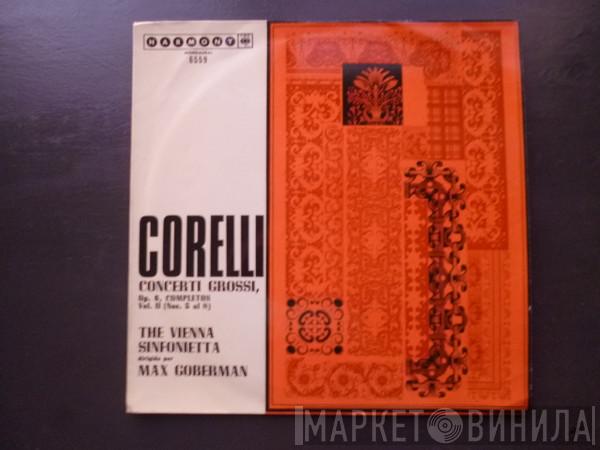 HARMONY CBS
6559
CORELLI
CONCERTI GROSSI,
Op. 6, COMPLETOS
Vol. II (Nos. 5 al 8)
THE VIENNA
SINFONIETTA
dirigida por
MAX GOBERMAN
МАРКЕТ ВИНИЛА